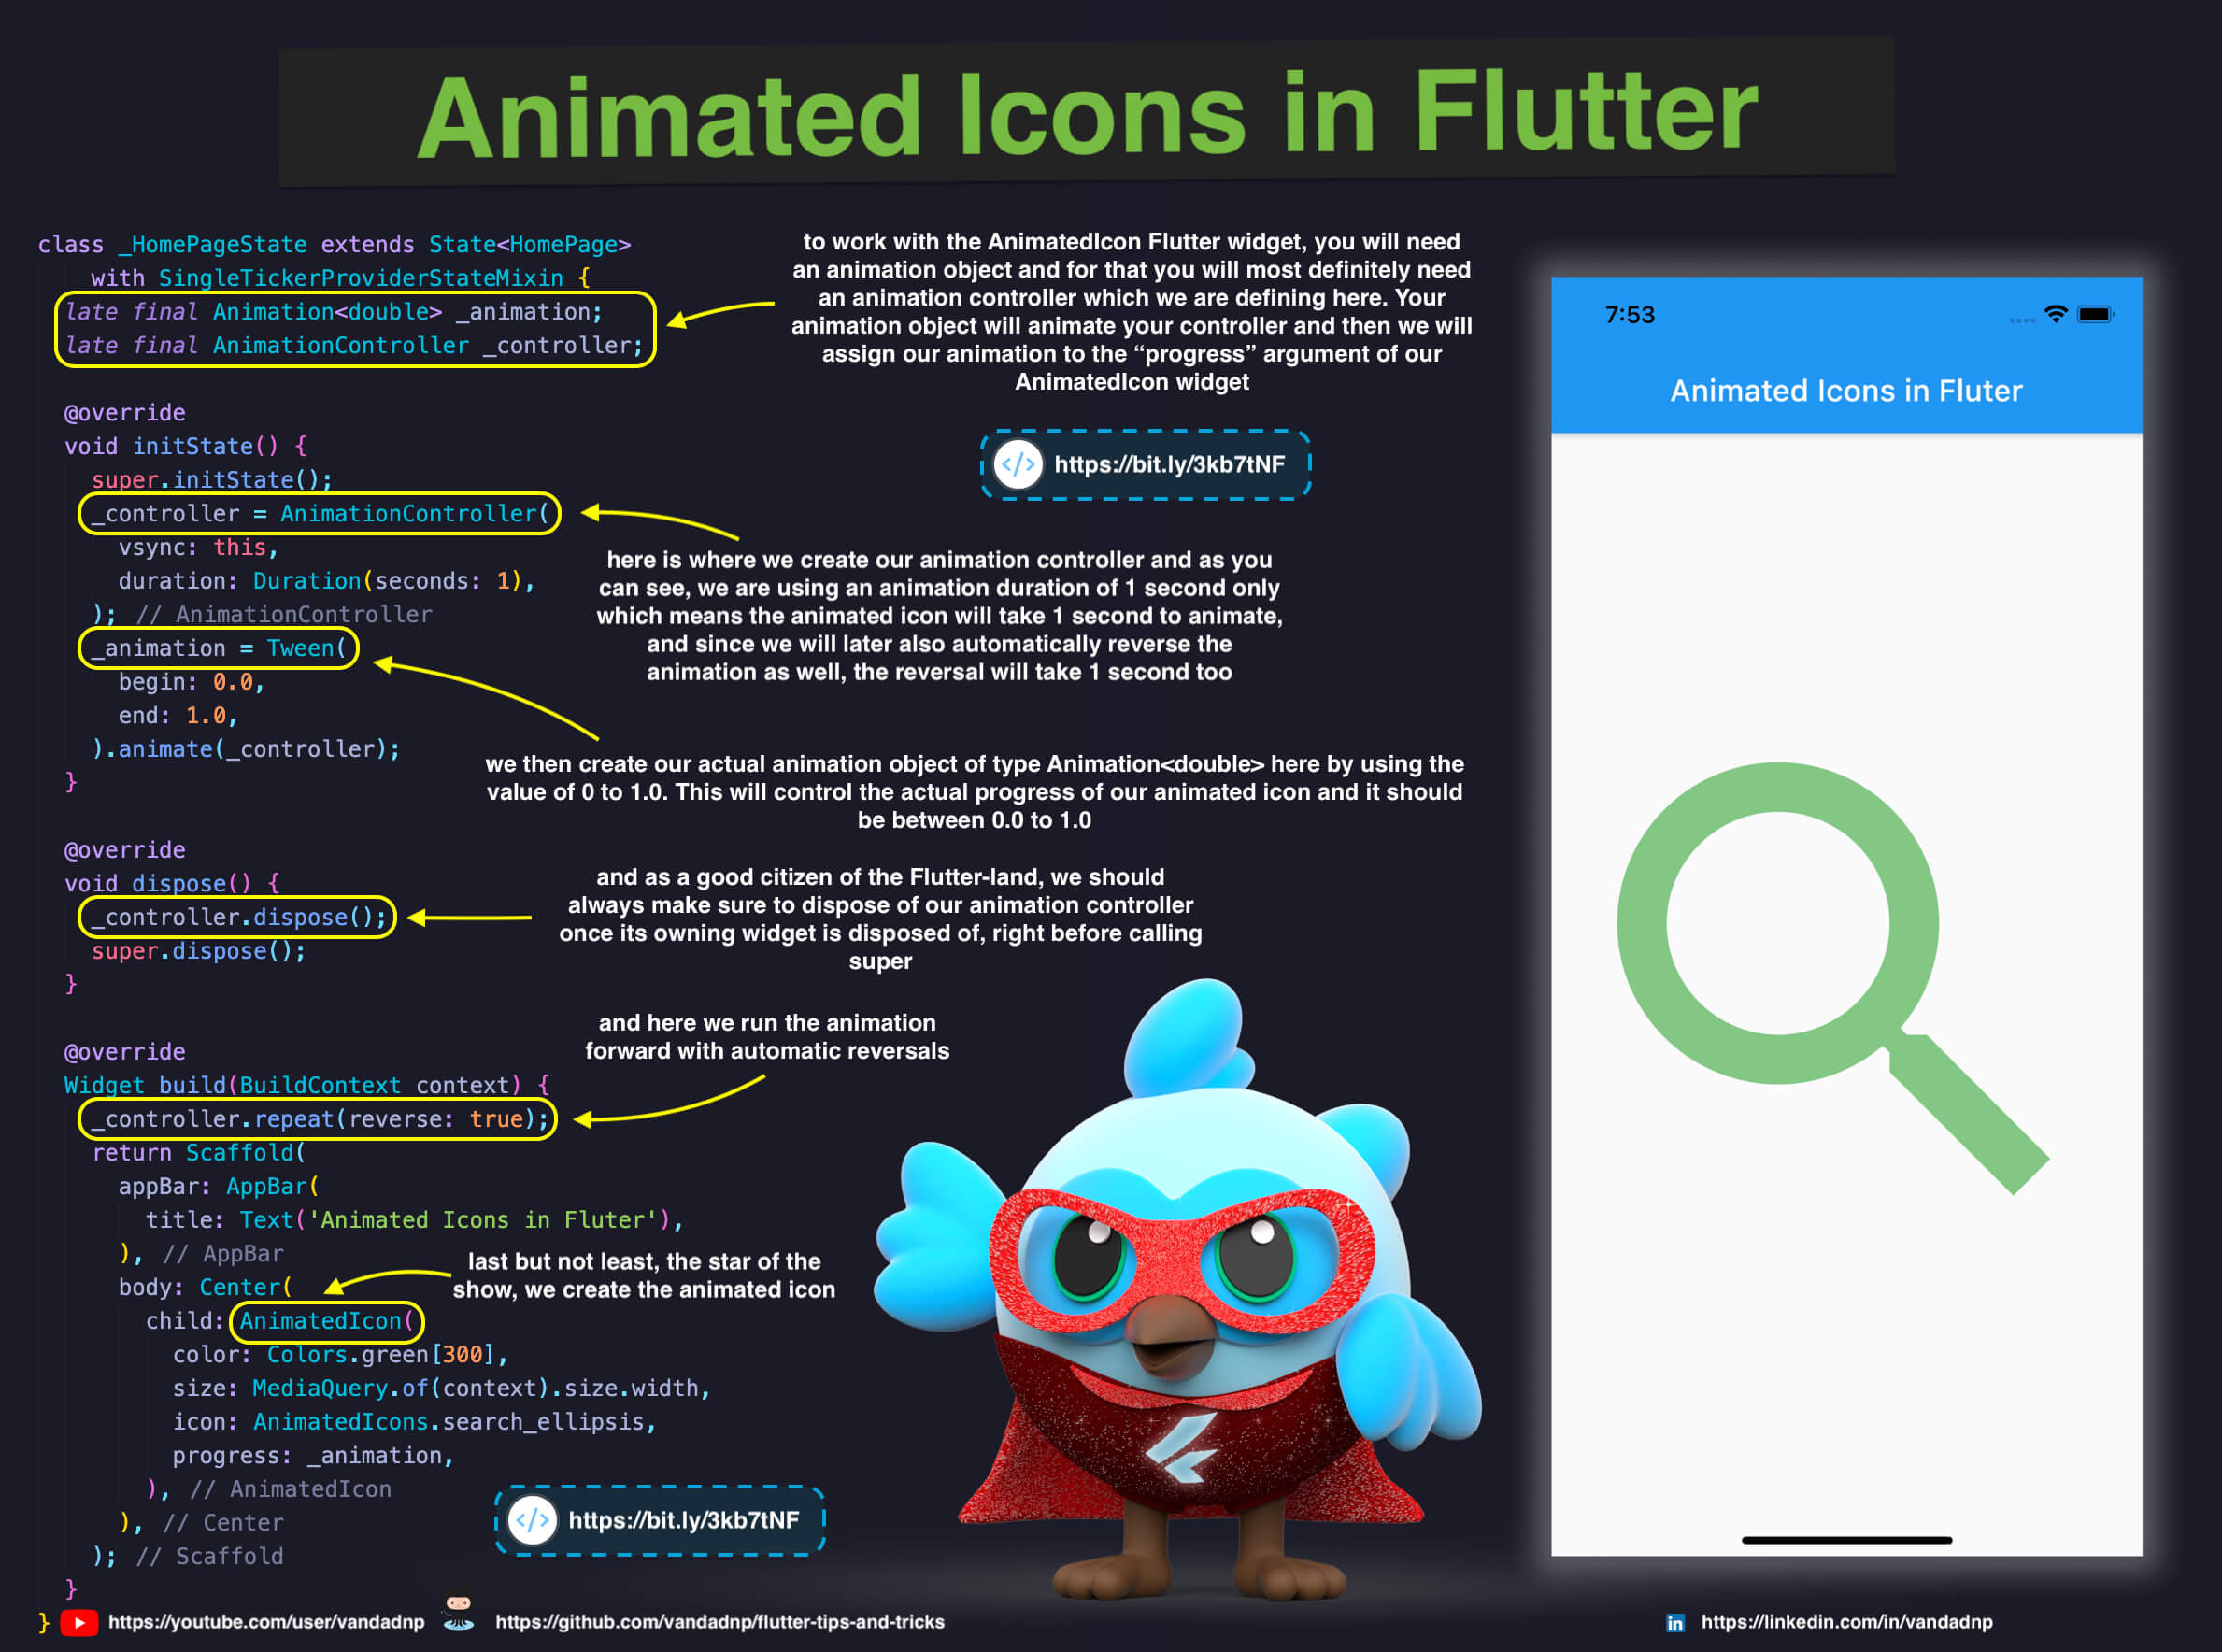 Animated Icons in Flutter
class _HomePageState extends State<HomePage>
    with SingleTickerProviderStateMixin {
  late final Animation<double> _animation;
  late final AnimationController _controller;
  @override
  void initState() {
    super.initState();
    _controller = AnimationController(
      vsync: this,
      duration: Duration(seconds: 1),
    ); // AnimationController
    _animation = Tween(
      begin: 0.0,
      end: 1.0,
    ).animate(_controller);
  }
  @override
  void dispose() {
    _controller.dispose();
    super.dispose();
  }
  @override
  Widget build(BuildContext context) {
    _controller.repeat(reverse: true);
    return Scaffold(
      appBar: AppBar(
        title: Text('Animated Icons in Fluter'),
      ), // AppBar
      body: Center(
        child: AnimatedIcon(
          color: Colors.green[300],
          size: MediaQuery.of(context).size.width,
          icon: AnimatedIcons.search_ellipsis,
          progress: _animation,
        ), // AnimatedIcon
      ), // Center
    ); // Scaffold
  }
}
to work with the AnimatedIcon Flutter widget, you will need
an animation object and for that you will most definitely need
an animation controller which we are defining here. Your
animation object will animate your controller and then we will
assign our animation to the “progress” argument of our
AnimatedIcon widget
</> https://bit.ly/3kb7tNF
here is where we create our animation controller and as you
can see, we are using an animation duration of 1 second only
which means the animated icon will take 1 second to animate,
and since we will later also automatically reverse the
animation as well, the reversal will take 1 second too
we then create our actual animation object of type Animation<double> here by using the
value of 0 to 1.0. This will control the actual progress of our animated icon and it should
be between 0.0 to 1.0
and as a good citizen of the Flutter-land, we should
always make sure to dispose of our animation controller
once its owning widget is disposed of, right before calling
super
and here we run the animation
forward with automatic reversals
last but not least, the star of the
show, we create the animated icon
</> https://bit.ly/3kb7tNF
7:53
Animated Icons in Fluter
https://youtube.com/user/vandadnp
https://github.com/vandadnp/flutter-tips-and-tricks
in https://linkedin.com/in/vandadnp